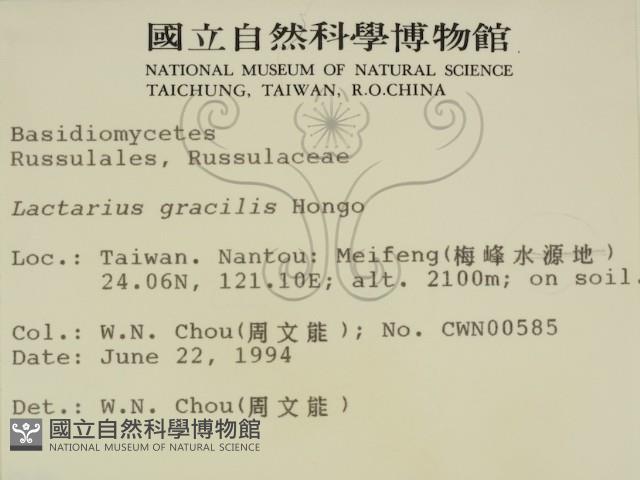 國立自然科學博物館
NATIONAL MUSEUM OF NATURAL SCIENCE
TAICHUNG, TAIWAN, R.O.CHINA
Basidiomycetes
Russulales, Russulaceae
Lactarius gracilis Hongo
Loc.: Taiwan. Nantou: Meifeng(梅峰水源地)
24.06N, 121.10E; alt. 2100m; on soil.
Col.: W.N. Chou(周文能); No. CWN00585
Date: June 22, 1994
Det.: W.N. Chou(周文能)
國立自然科學博物館
NATIONAL MUSEUM OF NATURAL SCIENCE